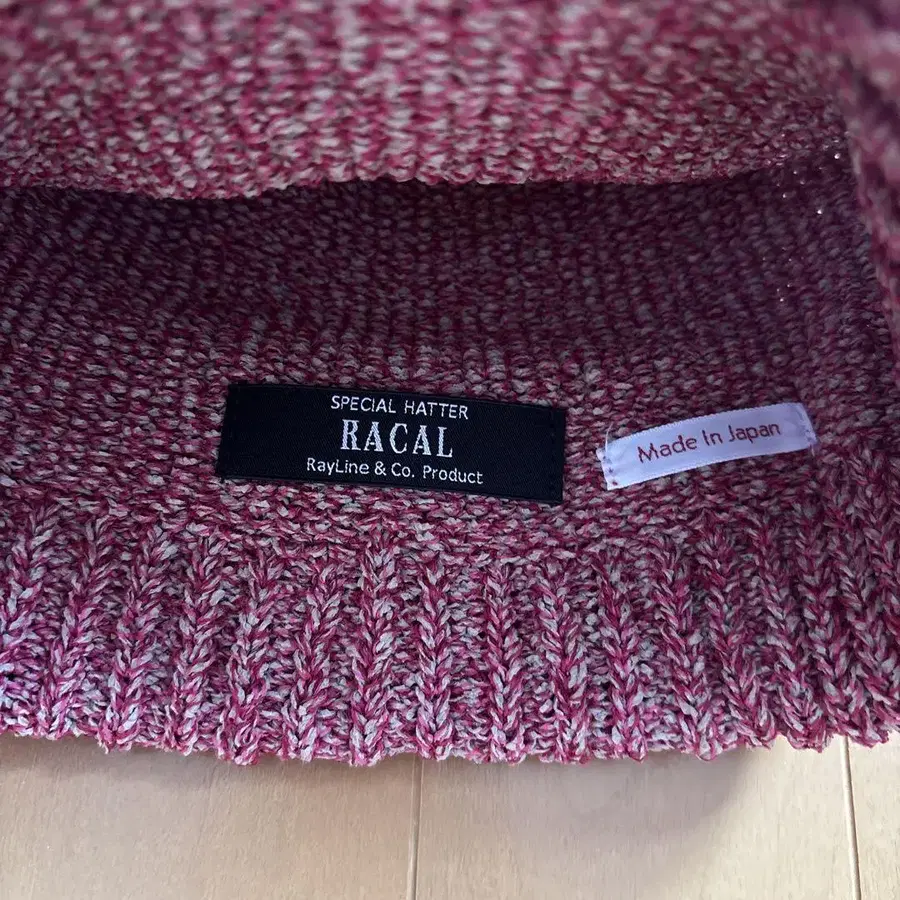 SPECIAL HATTER
RACAL
RayLine & Co. Product
Made In Japan